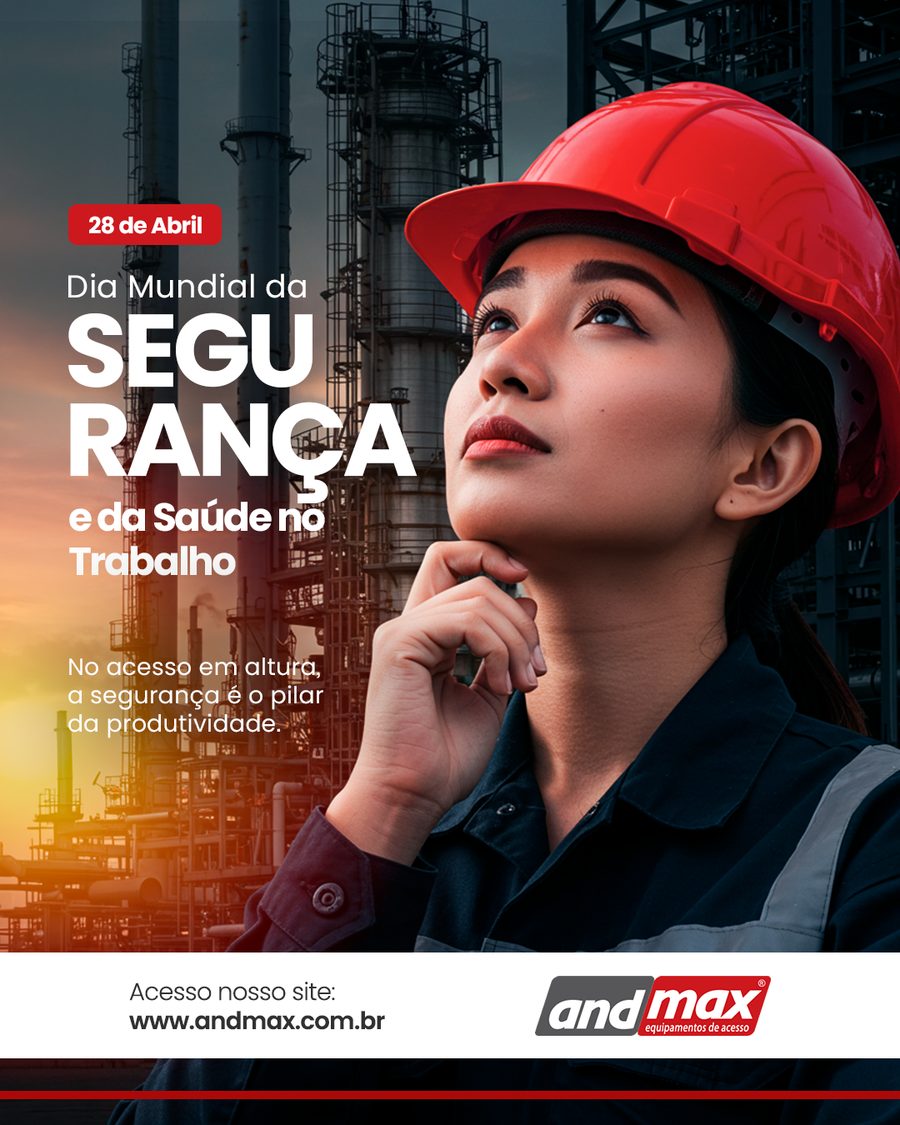 28 de Abril
Dia Mundial da
SEGU
RANÇA
e da Saúde no
Trabalho
No acesso em altura,
a segurança é o pilar
da produtividade.
Acesso nosso site:
www.andmax.com.br
andmax®
equipamentos de acesso